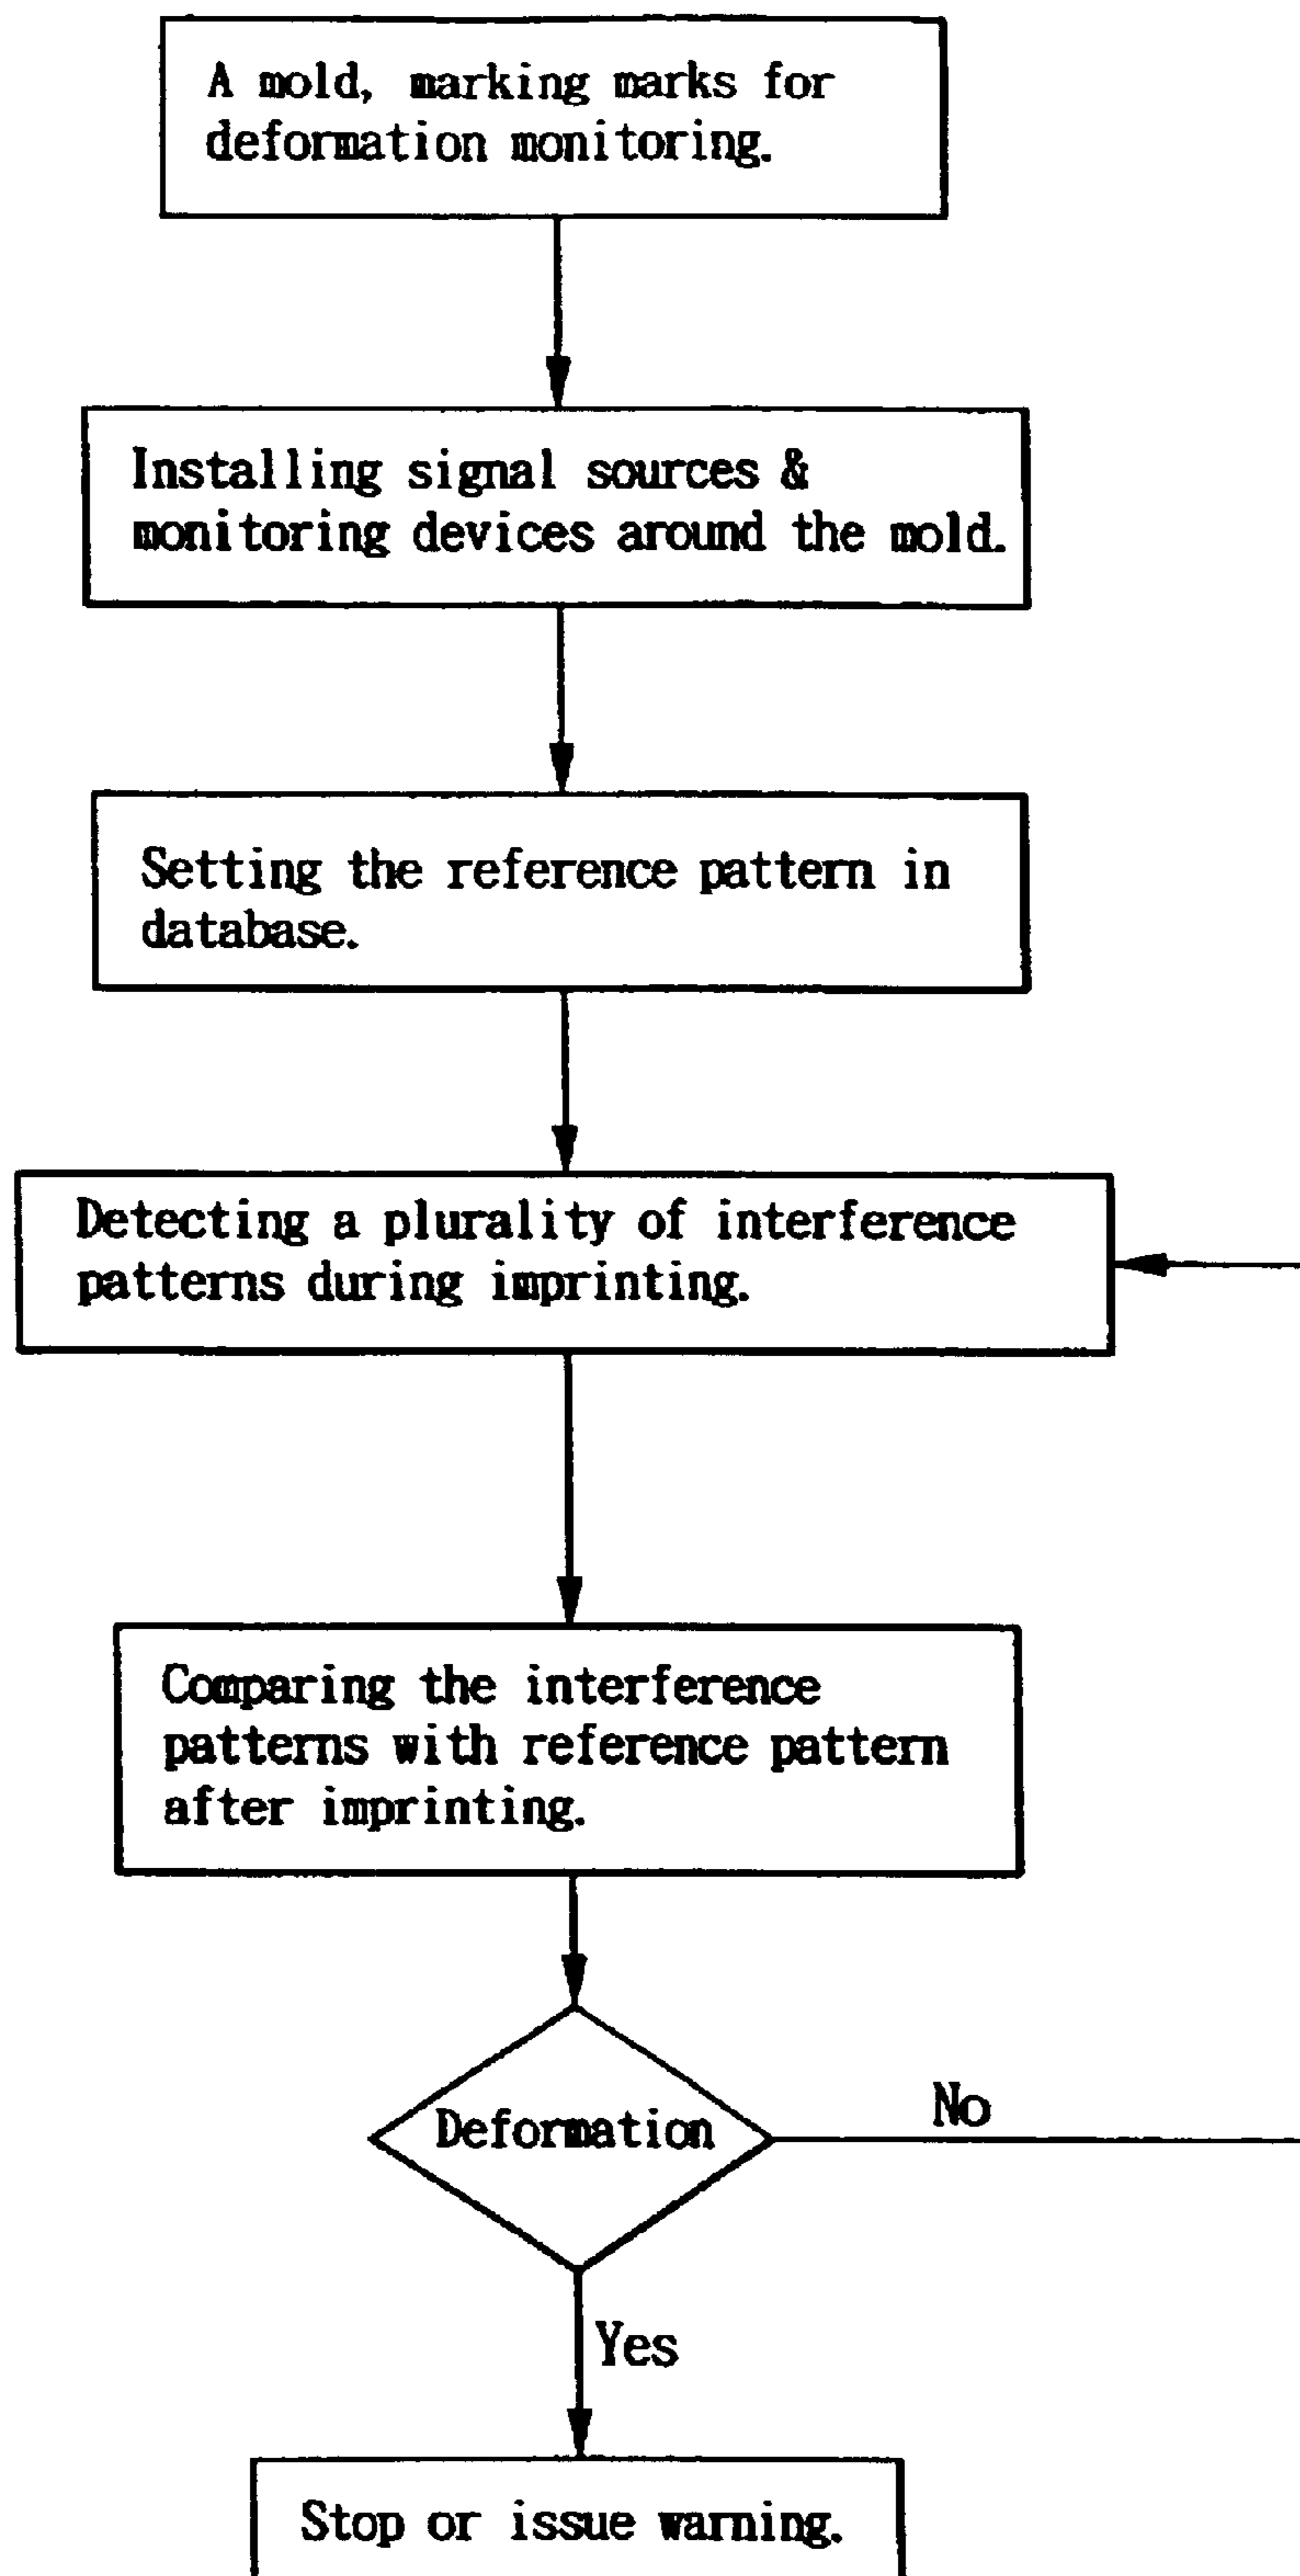 A mold, marking marks for
deformation monitoring.
Installing signal sources &
monitoring devices around the mold.
Setting the reference pattern in
database.
Detecting a plurality of interference
patterns during imprinting.
Comparing the interference
patterns with reference pattern
after imprinting.
Deformation
No
Yes
Stop or issue warning.